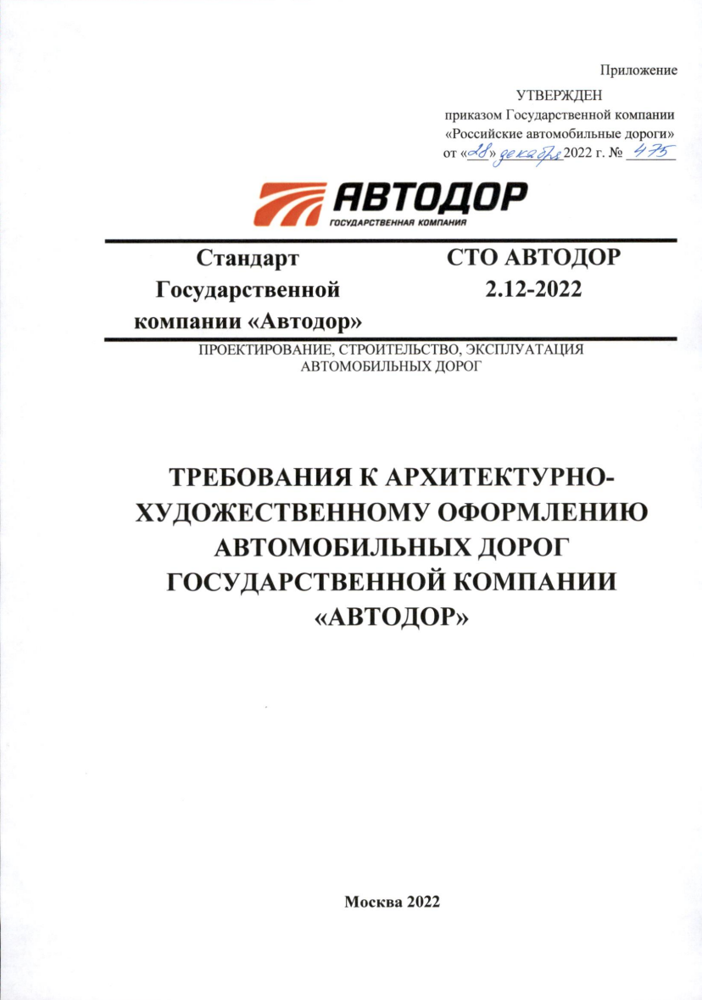 Приложение
УТВЕРЖДЕН
приказом Государственной компании
«Российские автомобильные дороги»
от «28» декабря 2022 г. № 475
АВТОДОР
ГОСУДАРСТВЕННАЯ КОМПАНИЯ
Стандарт
Государственной
компании «Автодор»
СТО АВТОДОР
2.12-2022
ПРОЕКТИРОВАНИЕ, СТРОИТЕЛЬСТВО, ЭКСПЛУАТАЦИЯ
АВТОМОБИЛЬНЫХ ДОРОГ
ТРЕБОВАНИЯ К АРХИТЕКТУРНО-
ХУДОЖЕСТВЕННОМУ ОФОРМЛЕНИЮ
АВТОМОБИЛЬНЫХ ДОРОГ
ГОСУДАРСТВЕННОЙ КОМПАНИИ
«АВТОДОР»
Москва 2022